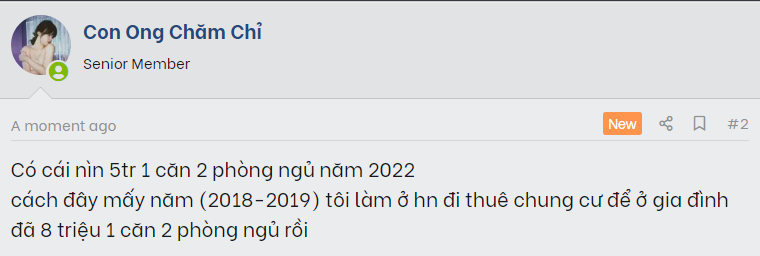 Con Ong Chăm Chỉ
Senior Member
A moment ago
New
#2
Có cái nìn 5tr 1 căn 2 phòng ngủ năm 2022
cách đây mấy năm (2018-2019) tôi làm ở hn đi thuê chung cư để ở gia đình
đã 8 triệu 1 căn 2 phòng ngủ rồi